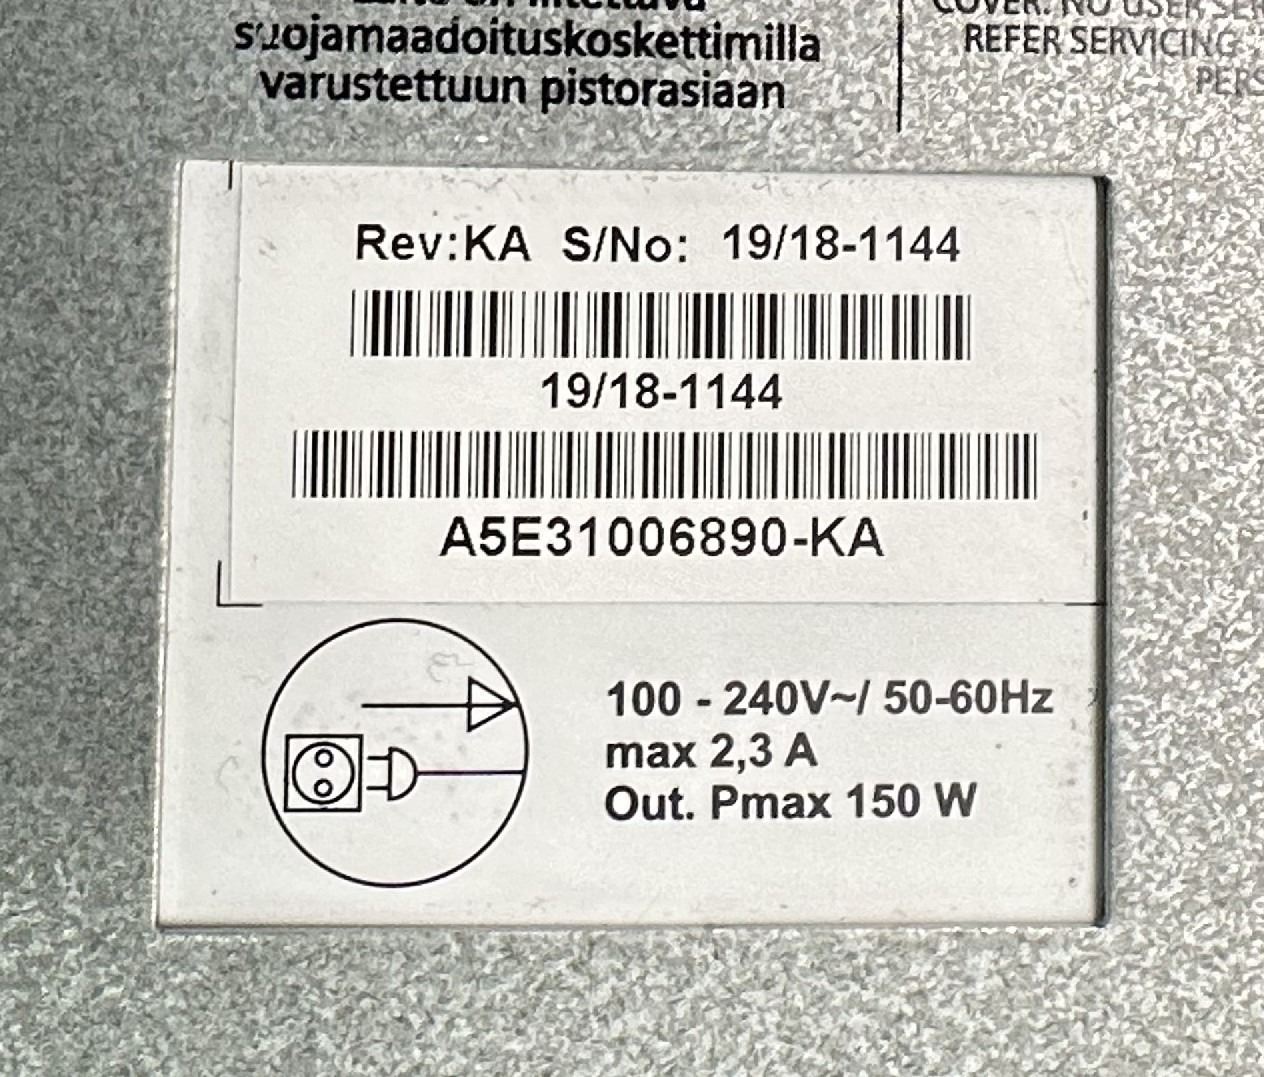 suojamaadoituskoskettimilla
varustettuun pistorasiaan
REFER SERVICING
Rev:KA S/No: 19/18-1144
19/18-1144
A5E31006890-KA
100 - 240V~/ 50-60Hz
max 2,3 A
Out. Pmax 150 W